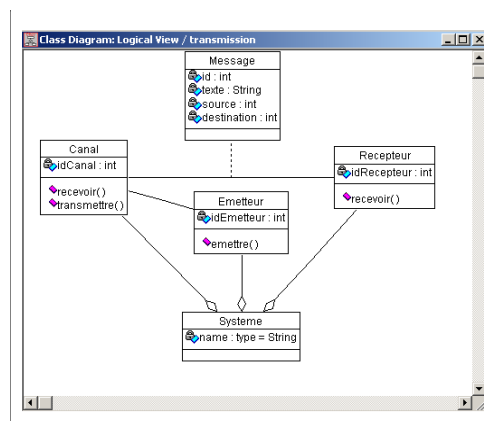 Class Diagram: Logical View / transmission
Message
id : int
texte : String
source : int
destination : int
Canal
idCanal : int
recevoir()
transmettre()
Recepteur
idRecepteur : int
recevoir()
Emetteur
idEmetteur : int
emettre()
Systeme
name : type = String